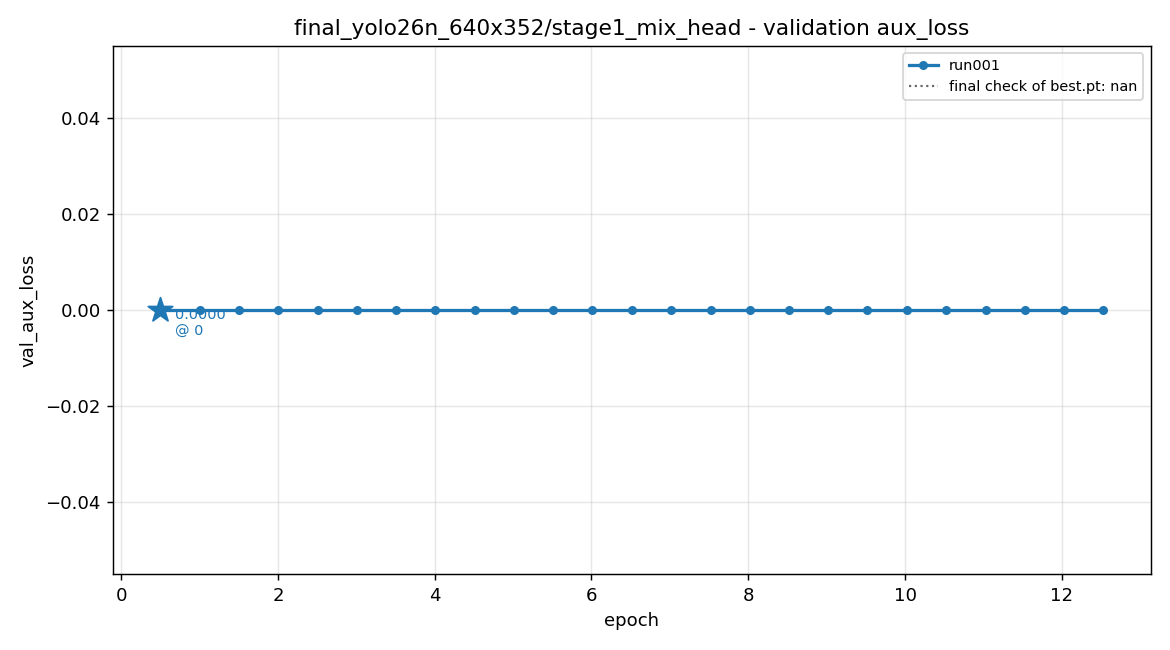 final_yolo26n_640x352/stage1_mix_head - validation aux_loss
run001
final check of best.pt: nan
val_aux_loss
0.04
0.02
0.00
−0.02
−0.04
0.0000
@ 0
0 2 4 6 8 10 12
epoch